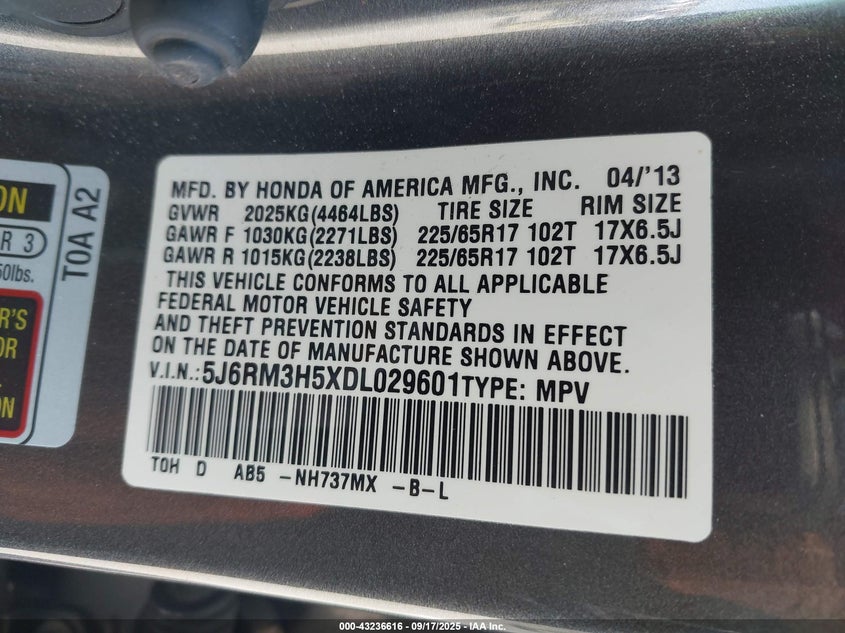 MFD. BY HONDA OF AMERICA MFG., INC. 04/'13
GVWR 2025KG(4464LBS) TIRE SIZE RIM SIZE
GAWR F 1030KG(2271LBS) 225/65R17 102T 17X6.5J
GAWR R 1015KG(2238LBS) 225/65R17 102T 17X6.5J
THIS VEHICLE CONFORMS TO ALL APPLICABLE
FEDERAL MOTOR VEHICLE SAFETY
AND THEFT PREVENTION STANDARDS IN EFFECT
ON THE DATE OF MANUFACTURE SHOWN ABOVE.
V.I.N.:5J6RM3H5XDL029601TYPE: MPV
T0H D AB5 -NH737MX -B-L
T0A A2
ON
R 3
50lbs.
R'S
OR
ON
000-43236616 - 09/17/2025 - IAA Inc.